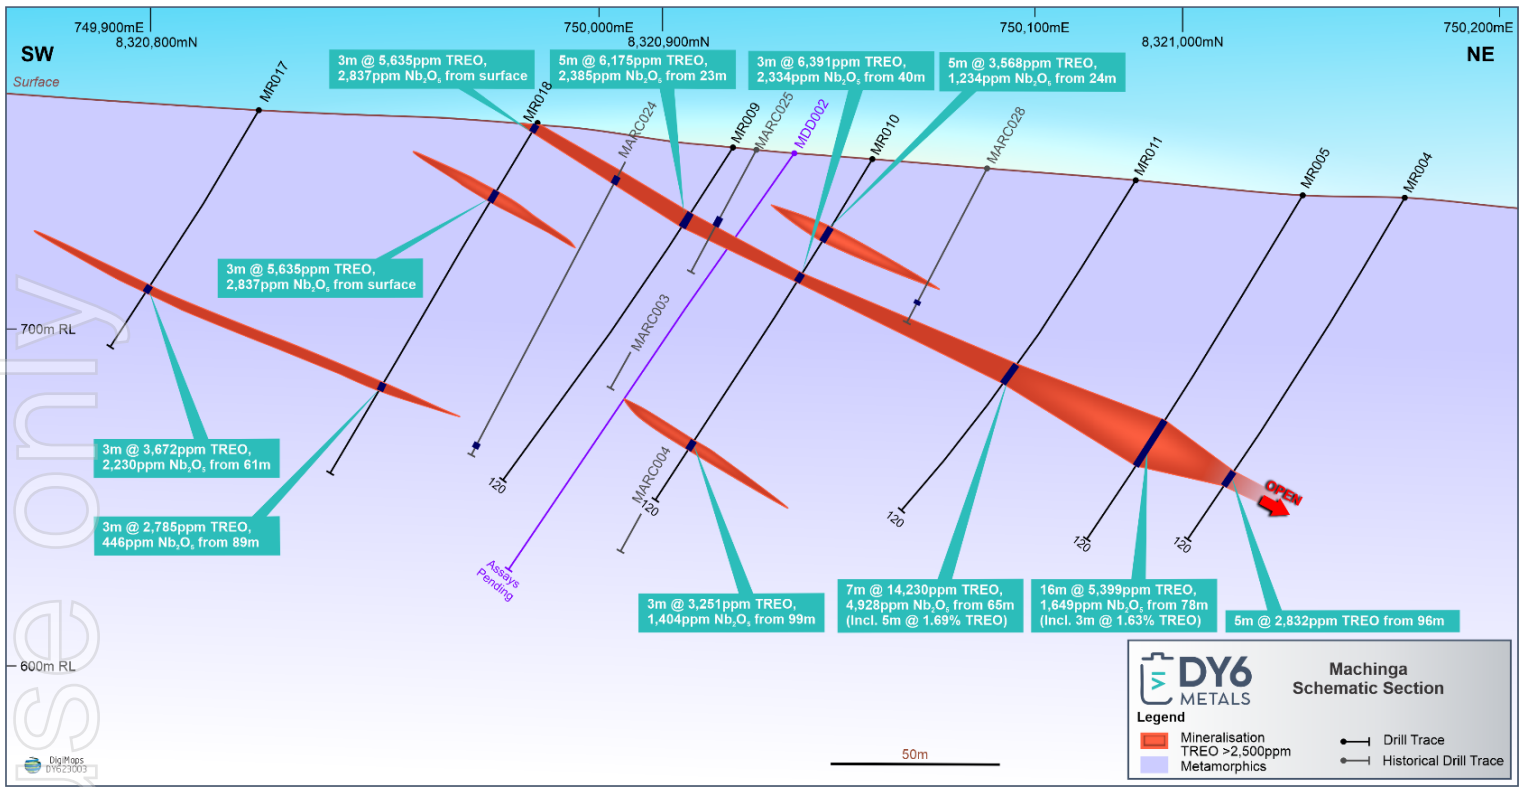 749,900mE
8,320,800mN
750,000mE
8,320,900mN
750,100mE
8,321,000mN
750,200mE
SW
NE
Surface
MR017
MR018
MARC024
MR009
MARC025
MDD002
MR010
MARC028
MR011
MR005
MR004
3m @ 5,635ppm TREO,
2,837ppm Nb₂O₅ from surface
5m @ 6,175ppm TREO,
2,385ppm Nb₂O₅ from 23m
3m @ 6,391ppm TREO,
2,334ppm Nb₂O₅ from 40m
5m @ 3,568ppm TREO,
1,234ppm Nb₂O₅ from 24m
3m @ 5,635ppm TREO,
2,837ppm Nb₂O₅ from surface
700m RL
MARC003
3m @ 3,672ppm TREO,
2,230ppm Nb₂O₅ from 61m
MARC004
120
120
120
120
120
OPEN
3m @ 2,785ppm TREO,
446ppm Nb₂O₅ from 89m
Assays
Pending
3m @ 3,251ppm TREO,
1,404ppm Nb₂O₅ from 99m
7m @ 14,230ppm TREO,
4,928ppm Nb₂O₅ from 65m
(Incl. 5m @ 1.69% TREO)
16m @ 5,399ppm TREO,
1,649ppm Nb₂O₅ from 78m
(Incl. 3m @ 1.63% TREO)
5m @ 2,832ppm TREO from 96m
600m RL
use only
DY6
METALS
Machinga
Schematic Section
Legend
Mineralisation
TREO >2,500ppm
Metamorphics
Drill Trace
Historical Drill Trace
50m
DigiMaps
DY623003